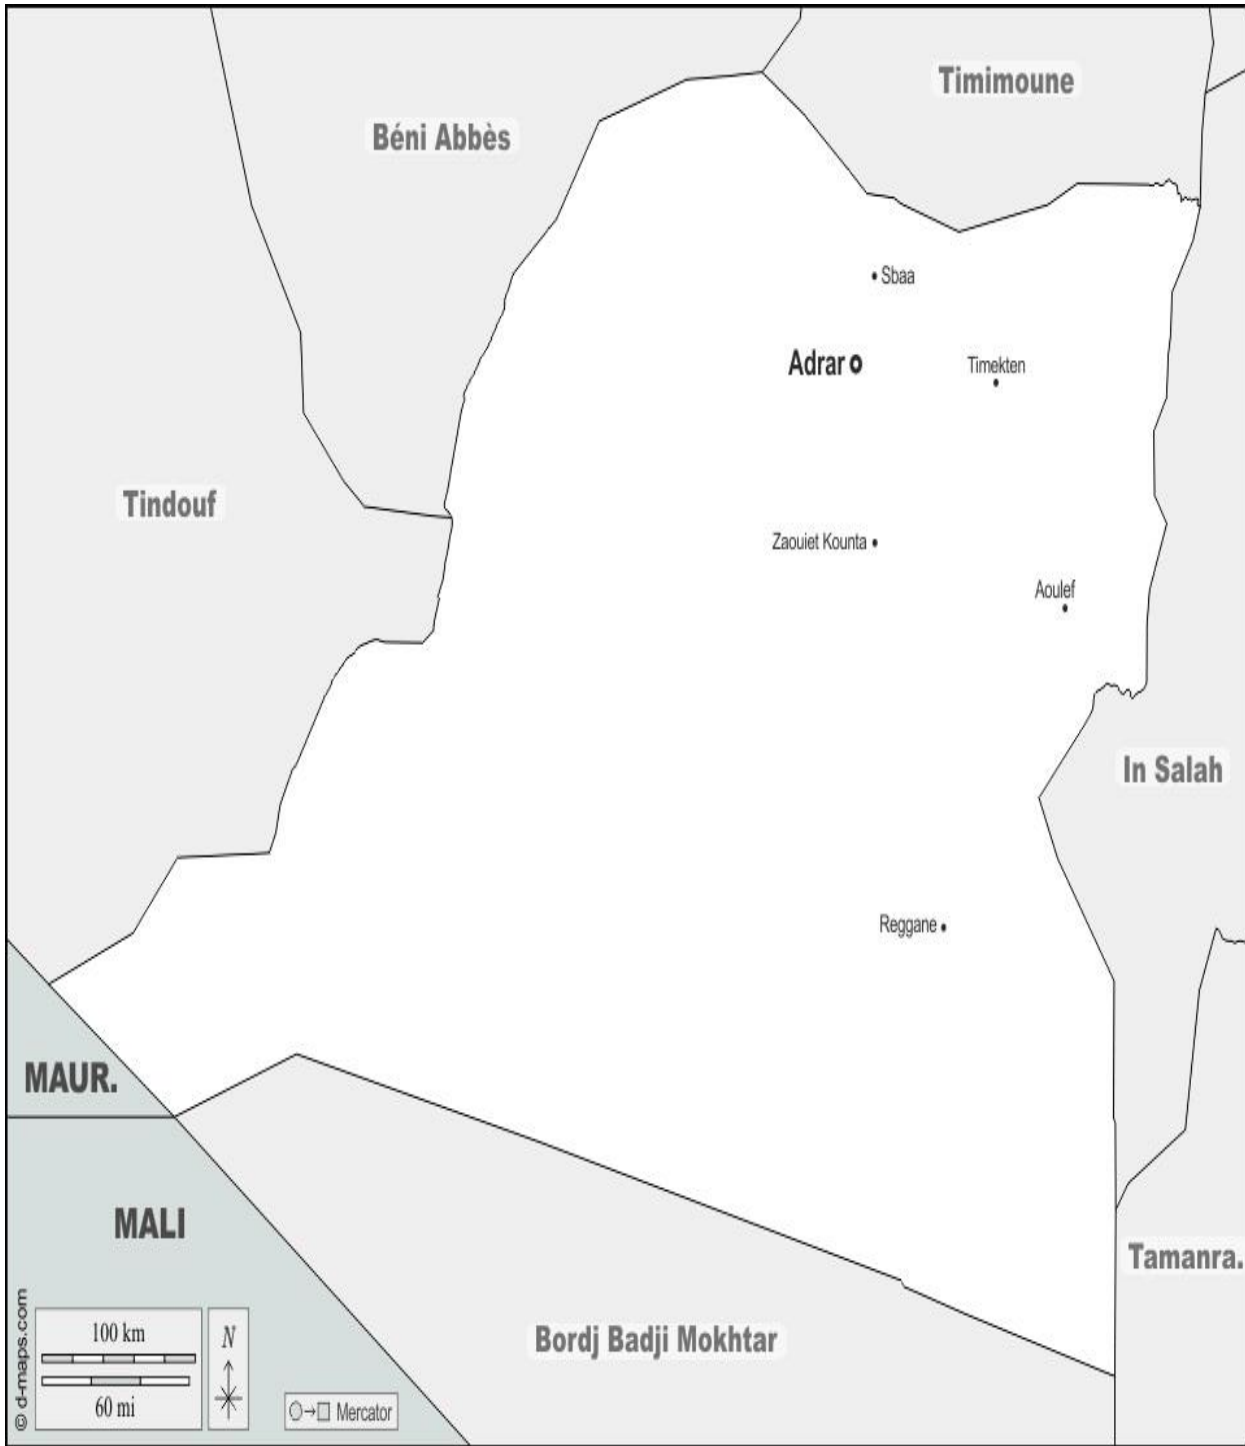 Timimoune
Béni Abbès
Sbaa
Adrar
Timekten
Tindouf
Zaouiet Kounta
Aoulef
In Salah
Reggane
MAUR.
MALI
Tamanra.
Bordj Badji Mokhtar
© d-maps.com
100 km
60 mi
N
Mercator